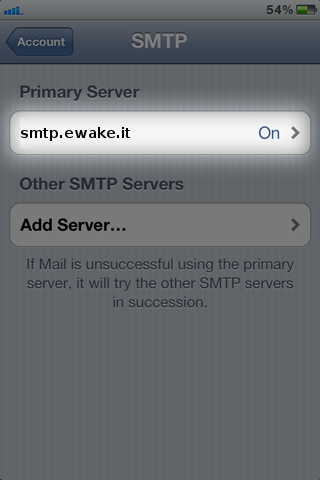 54%
Account
SMTP
Primary Server
smtp.ewake.it On
Other SMTP Servers
Add Server...
If Mail is unsuccessful using the primary
server, it will try the other SMTP servers
in succession.